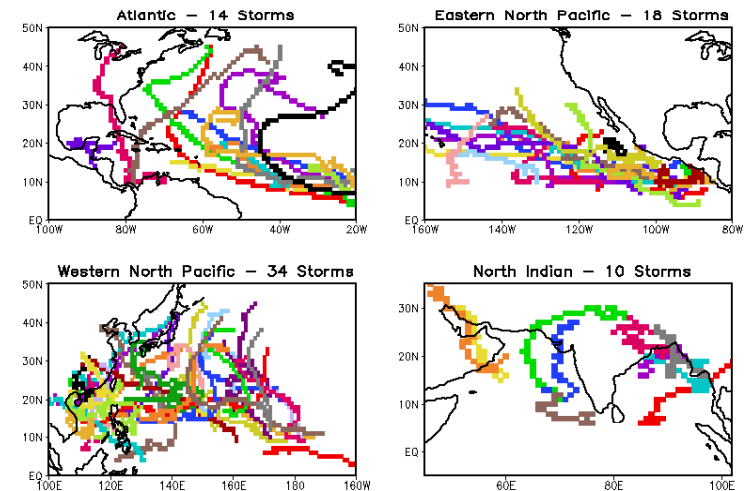 Atlantic - 14 Storms
50N
40N
30N
20N
10N
EQ
100W 80W 60W 40W 20W
Eastern North Pacific - 18 Storms
50N
40N
30N
20N
10N
EQ
160W 140W 120W 100W 80W
Western North Pacific - 34 Storms
50N
40N
30N
20N
10N
EQ
100E 120E 140E 160E 180 160W
North Indian - 10 Storms
30N
20N
10N
EQ
60E 80E 100E